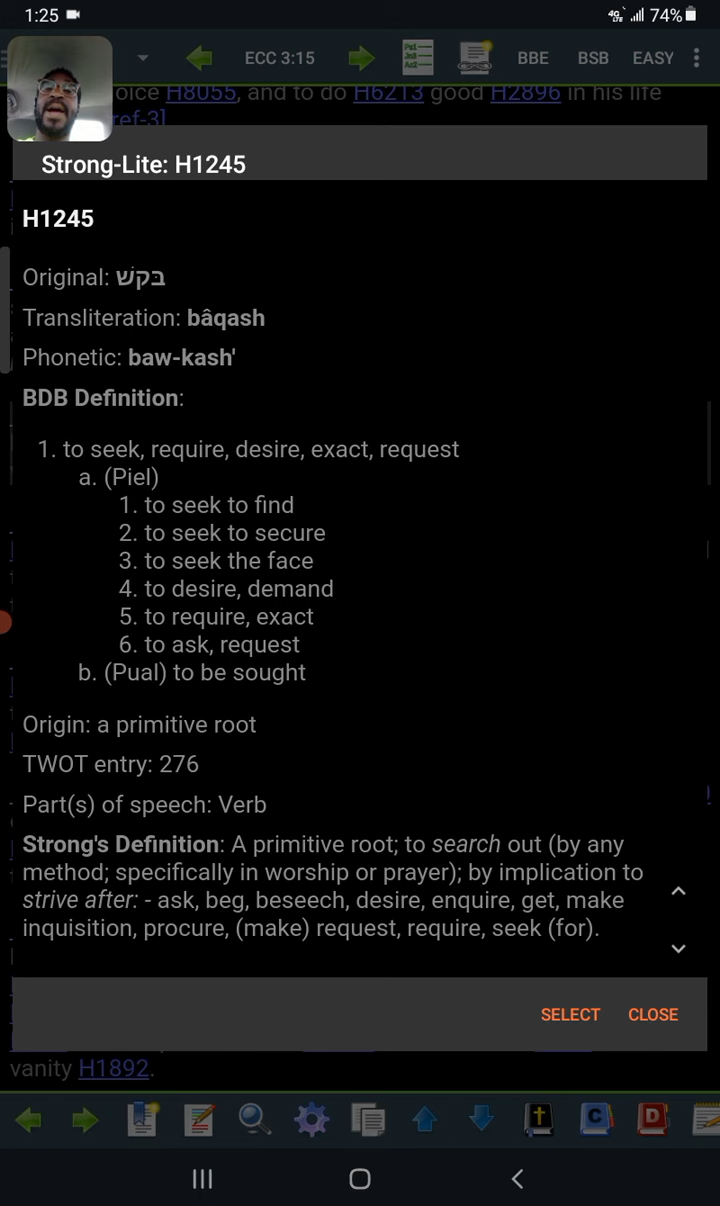 1:25 4G LTE 74%
ECC 3:15 BBE BSB EASY
oice H8055, and to do H6213 good H2896 in his life
ref-3]
Strong-Lite: H1245
H1245
Original: בּקשׁ
Transliteration: bâqash
Phonetic: baw-kash'
BDB Definition:
1. to seek, require, desire, exact, request
a. (Piel)
1. to seek to find
2. to seek to secure
3. to seek the face
4. to desire, demand
5. to require, exact
6. to ask, request
b. (Pual) to be sought
Origin: a primitive root
TWOT entry: 276
Part(s) of speech: Verb
Strong's Definition: A primitive root; to search out (by any
method; specifically in worship or prayer); by implication to
strive after: - ask, beg, beseech, desire, enquire, get, make
inquisition, procure, (make) request, require, seek (for).
SELECT CLOSE
vanity H1892.
C D